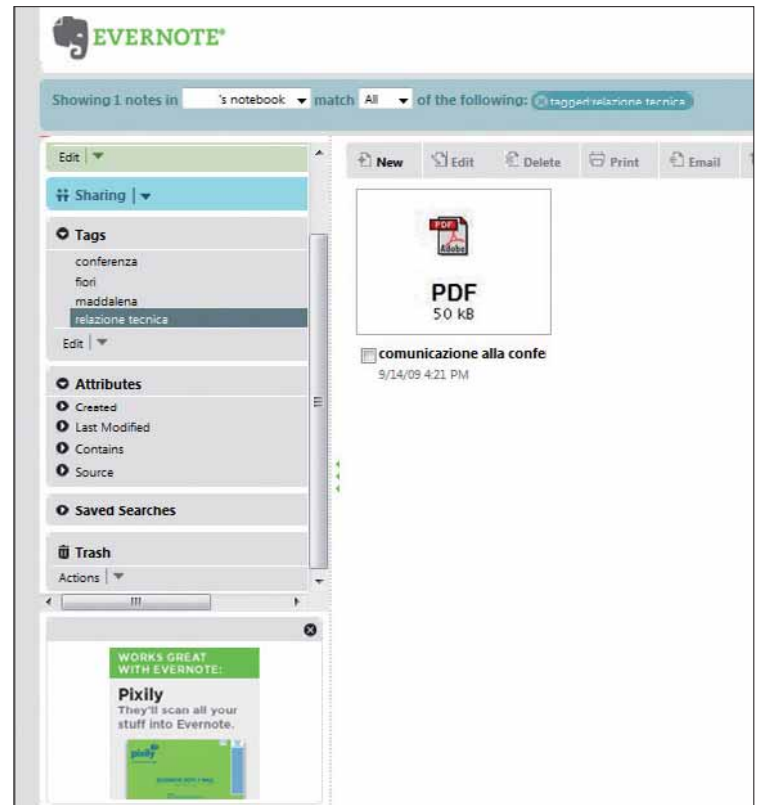 EVERNOTE®
Showing 1 notes in 's notebook match All of the following: tagged:relazione tecnica
Edit
Sharing
Tags
conferenza
fiori
maddalena
relazione tecnica
Edit
Attributes
Created
Last Modified
Contains
Source
Saved Searches
Trash
Actions
WORKS GREAT
WITH EVERNOTE:
Pixily
They'll scan all your
stuff into Evernote.
pixily
New Edit Delete Print Email
PDF
Adobe
PDF
50 kB
comunicazione alla confe
9/14/09 4:21 PM